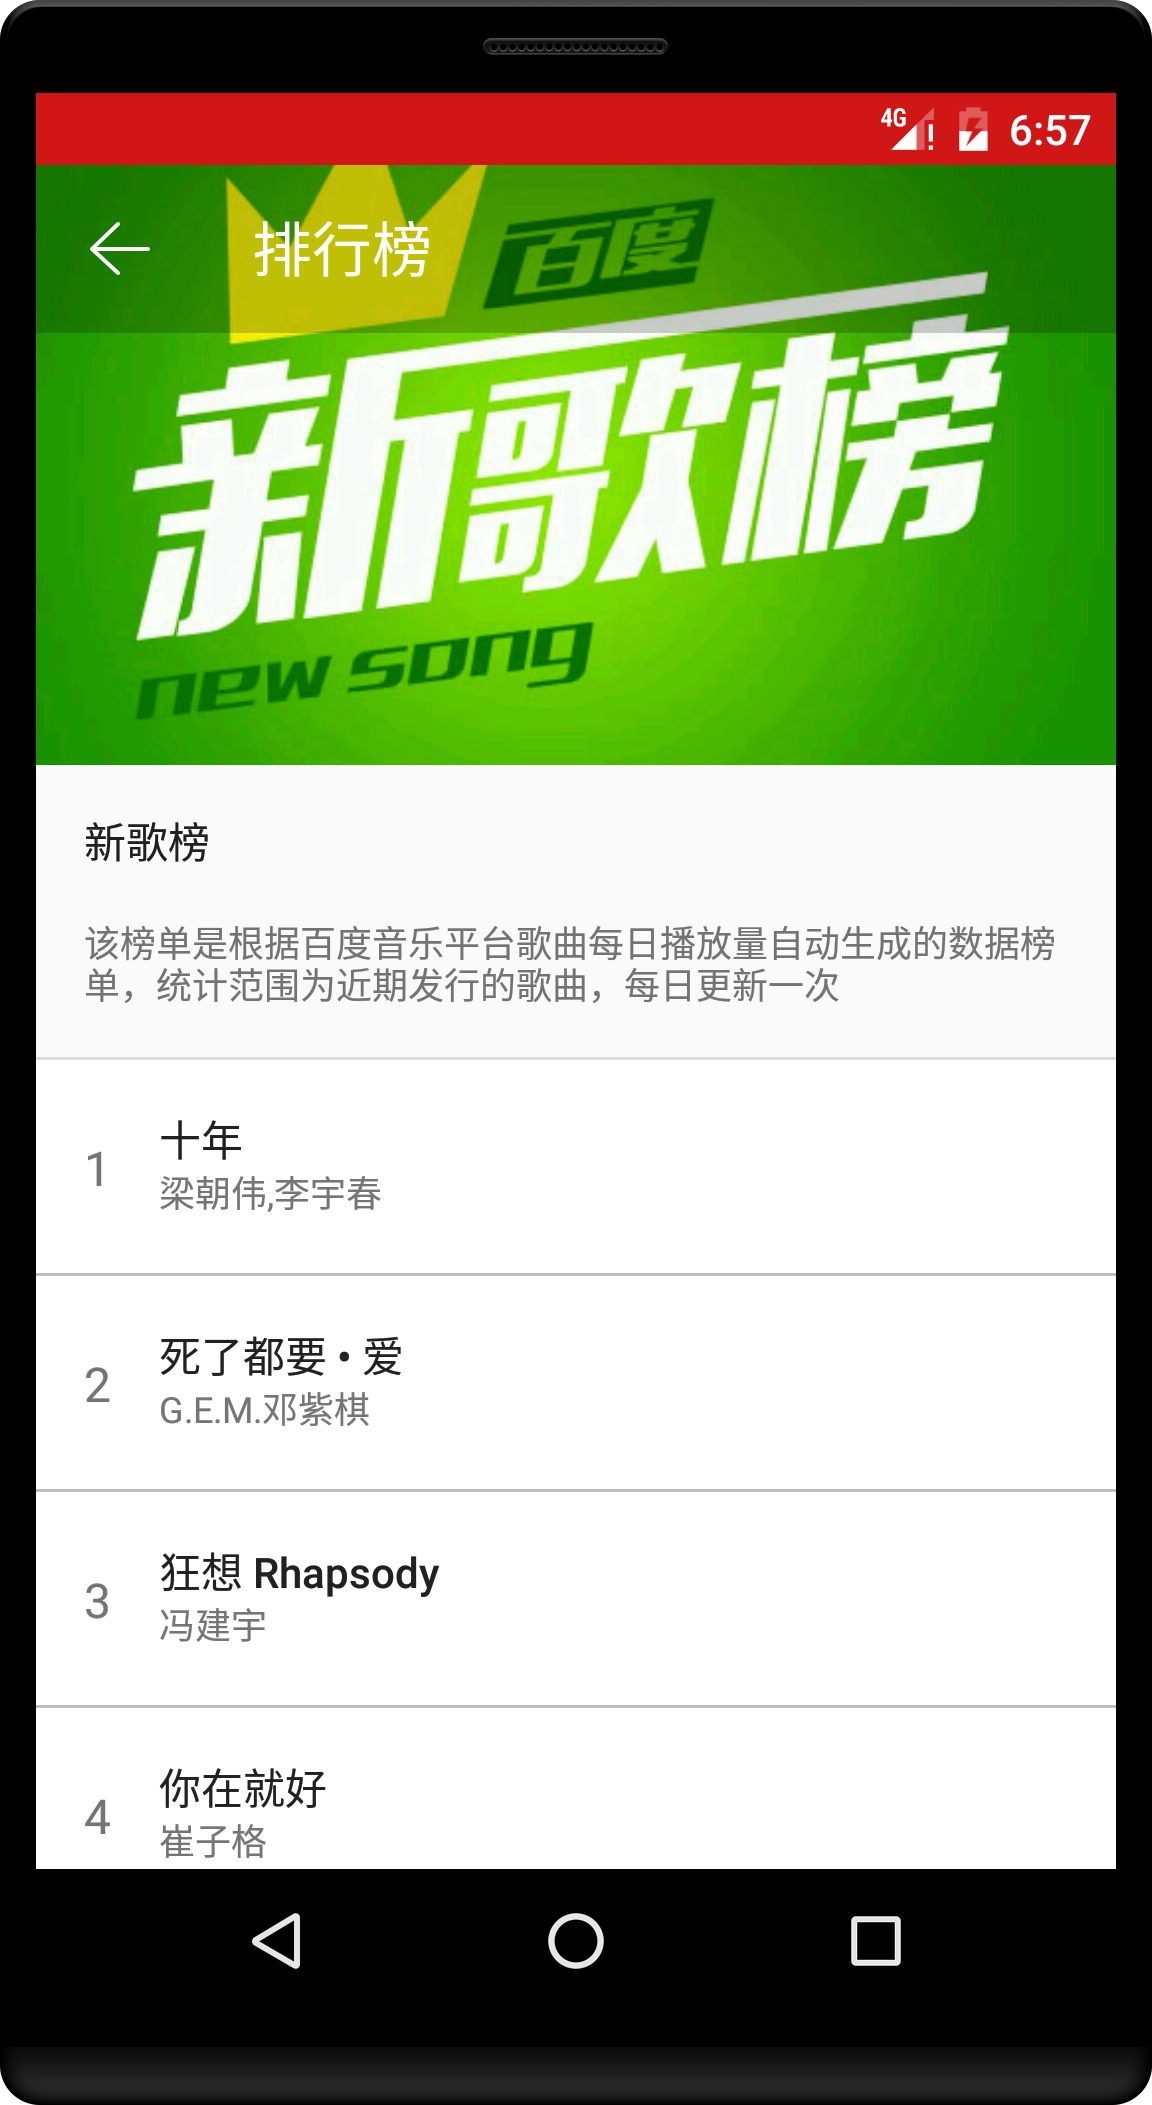 4G 6:57
排行榜
百度
新歌榜
new song
新歌榜
该榜单是根据百度音乐平台歌曲每日播放量自动生成的数据榜
单，统计范围为近期发行的歌曲，每日更新一次
1
十年
梁朝伟,李宇春
2
死了都要 • 爱
G.E.M.邓紫棋
3
狂想 Rhapsody
冯建宇
4
你在就好
崔子格